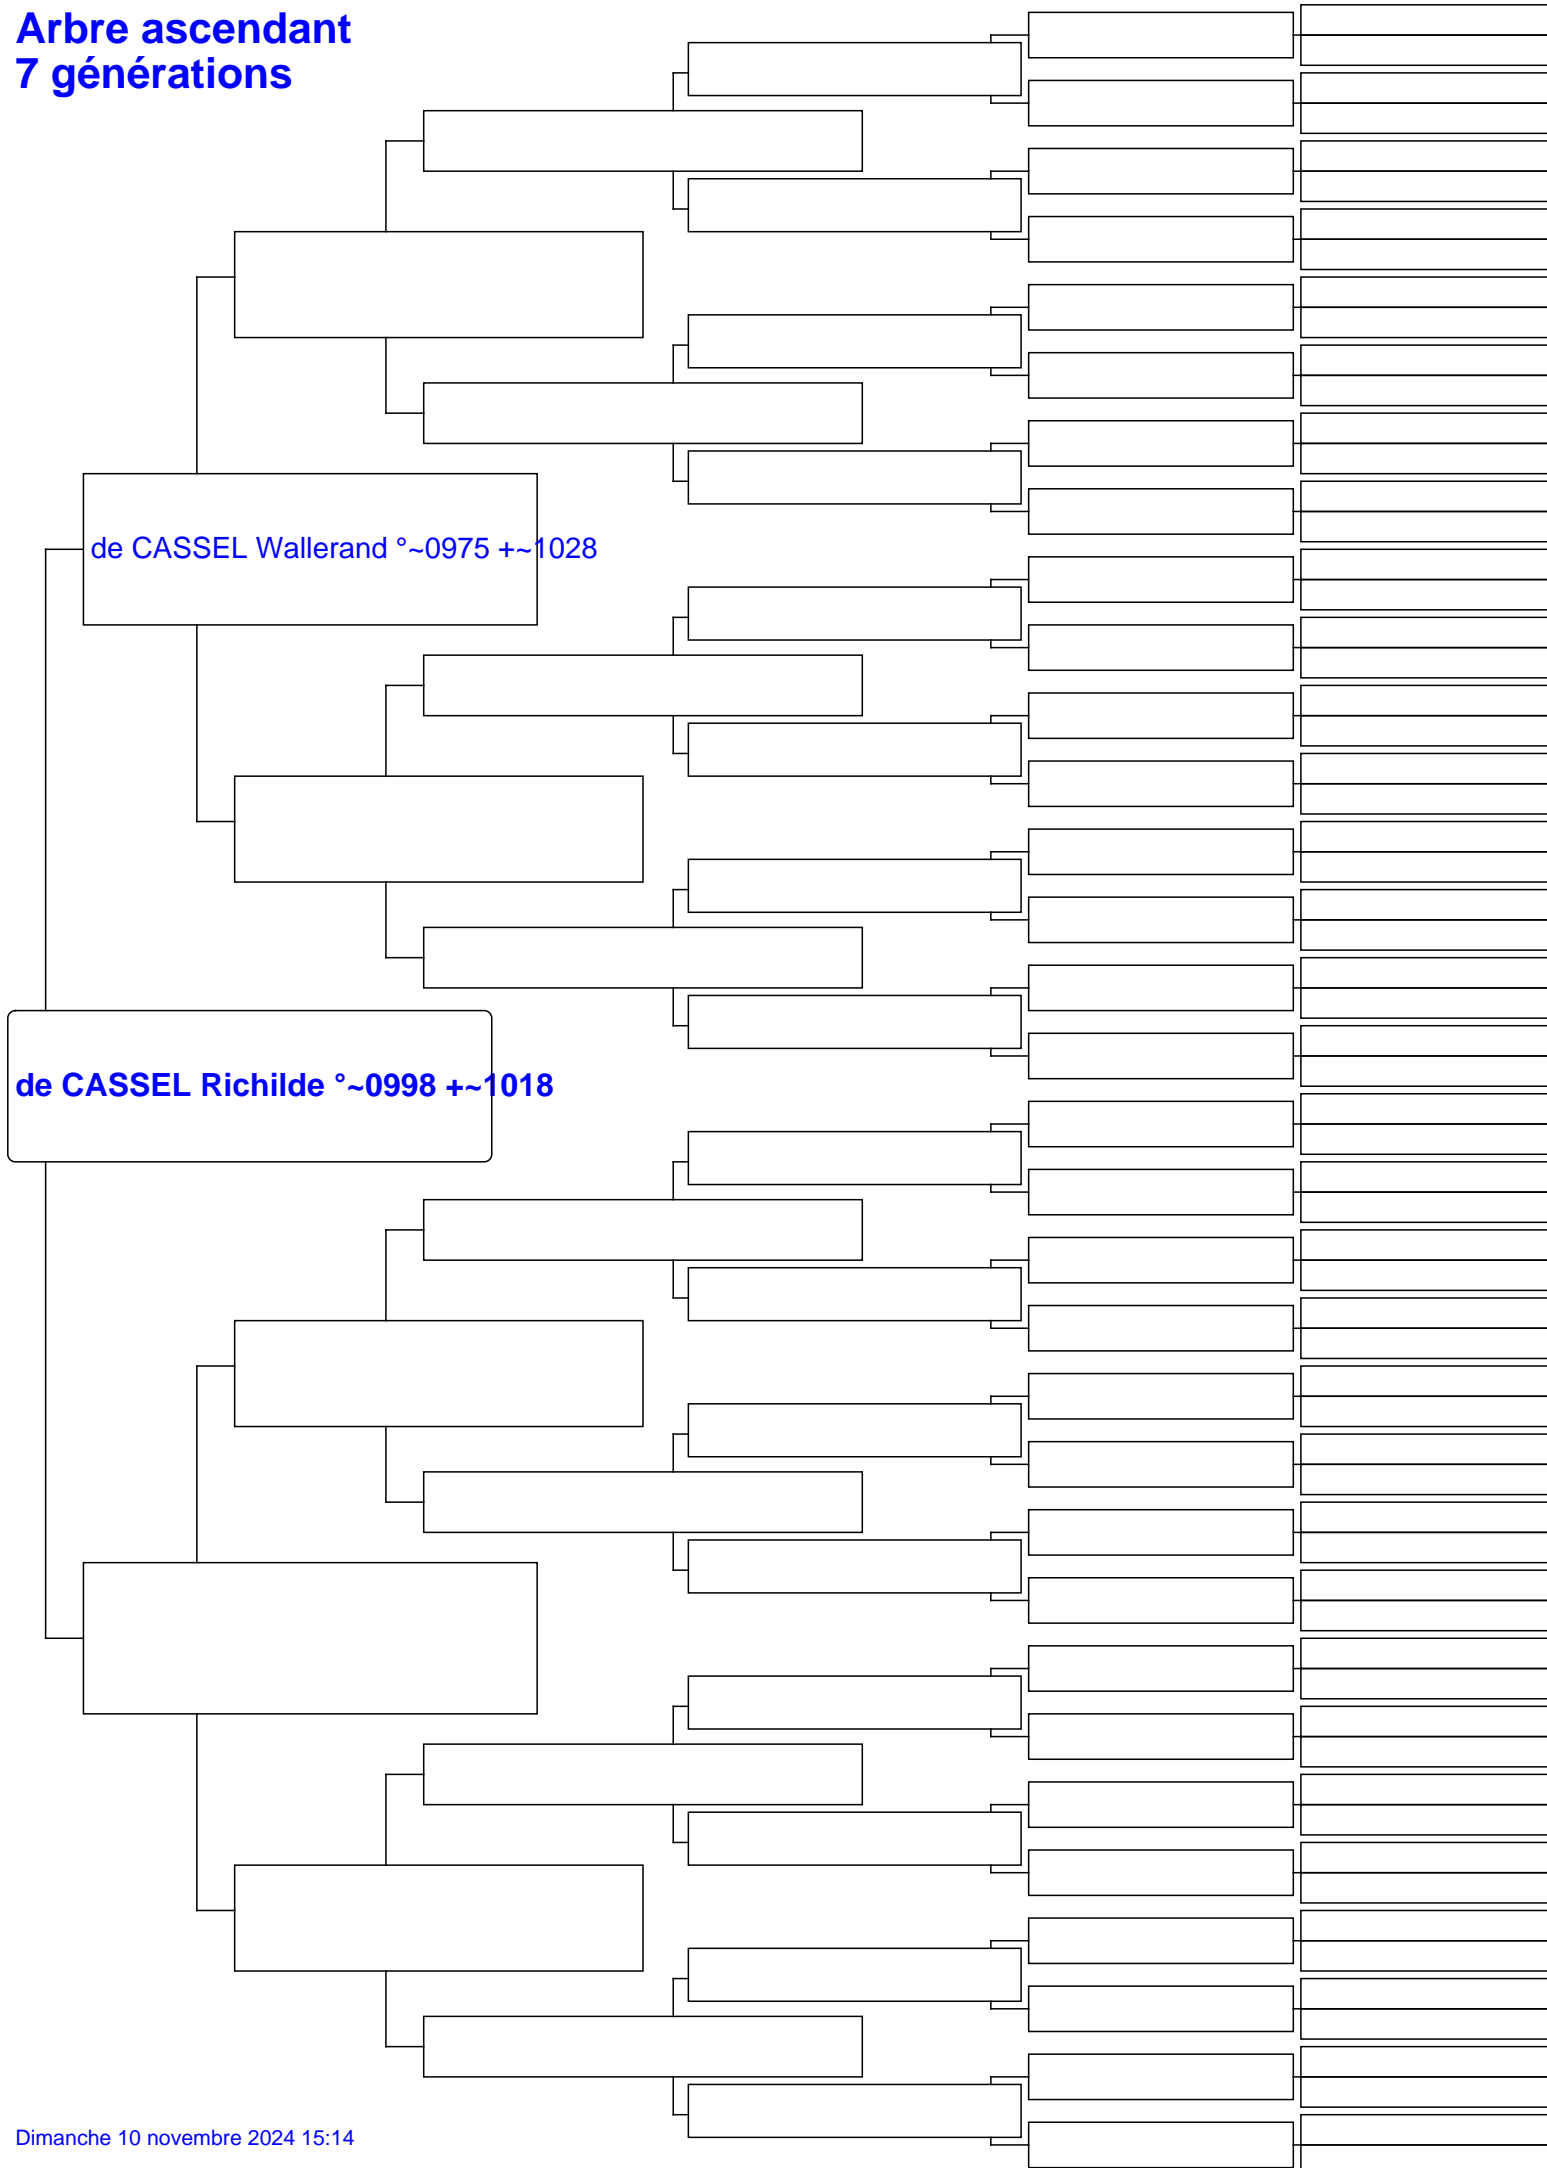 Arbre ascendant
7 générations
de CASSEL Wallerand °~0975 +~1028
de CASSEL Richilde °~0998 +~1018
Dimanche 10 novembre 2024 15:14